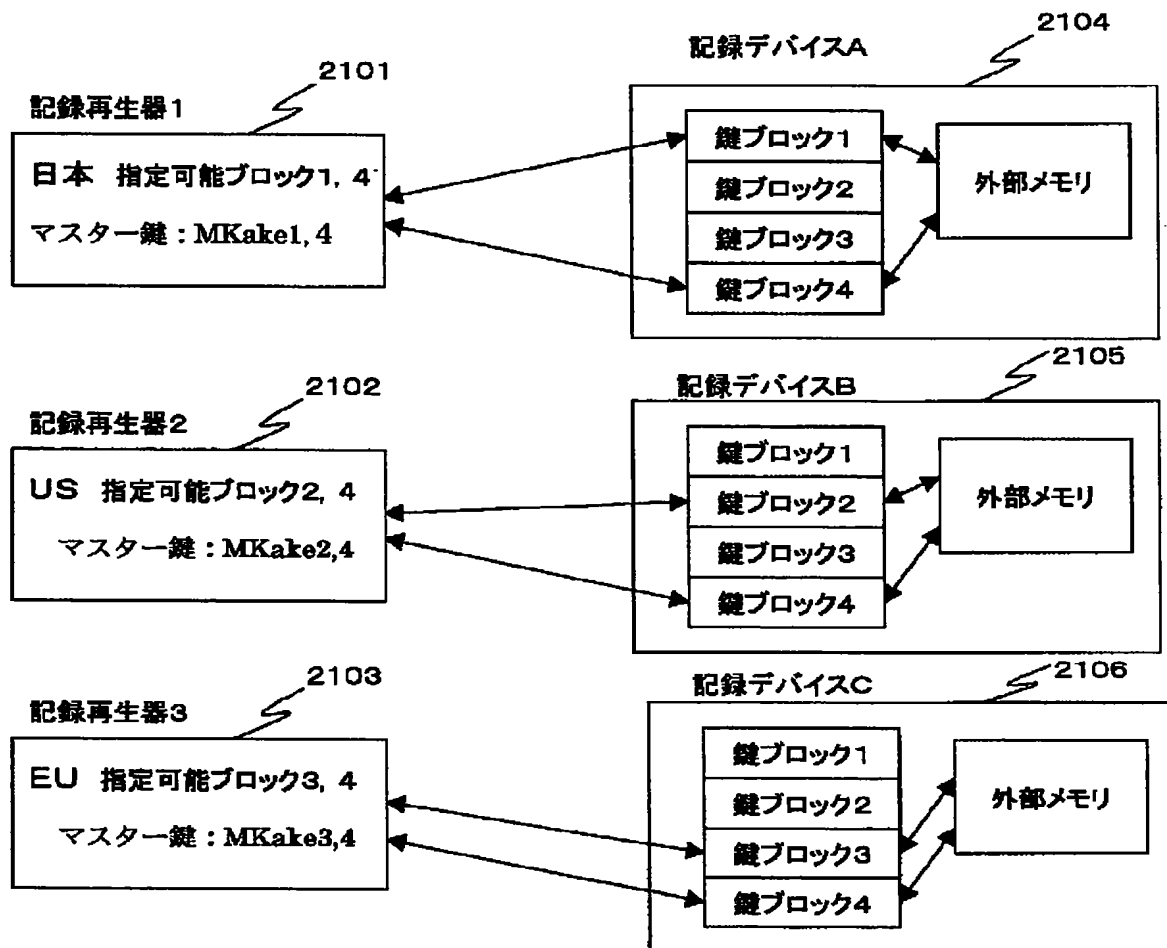 2101
記録再生器1
日本 指定可能ブロック1, 4
マスター鍵：MKake1, 4
2104
記録デバイスA
鍵ブロック1
鍵ブロック2
鍵ブロック3
鍵ブロック4
外部メモリ
2102
記録再生器2
US 指定可能ブロック2, 4
マスター鍵：MKake2,4
2105
記録デバイスB
鍵ブロック1
鍵ブロック2
鍵ブロック3
鍵ブロック4
外部メモリ
2103
記録再生器3
EU 指定可能ブロック3, 4
マスター鍵：MKake3,4
2106
記録デバイスC
鍵ブロック1
鍵ブロック2
鍵ブロック3
鍵ブロック4
外部メモリ